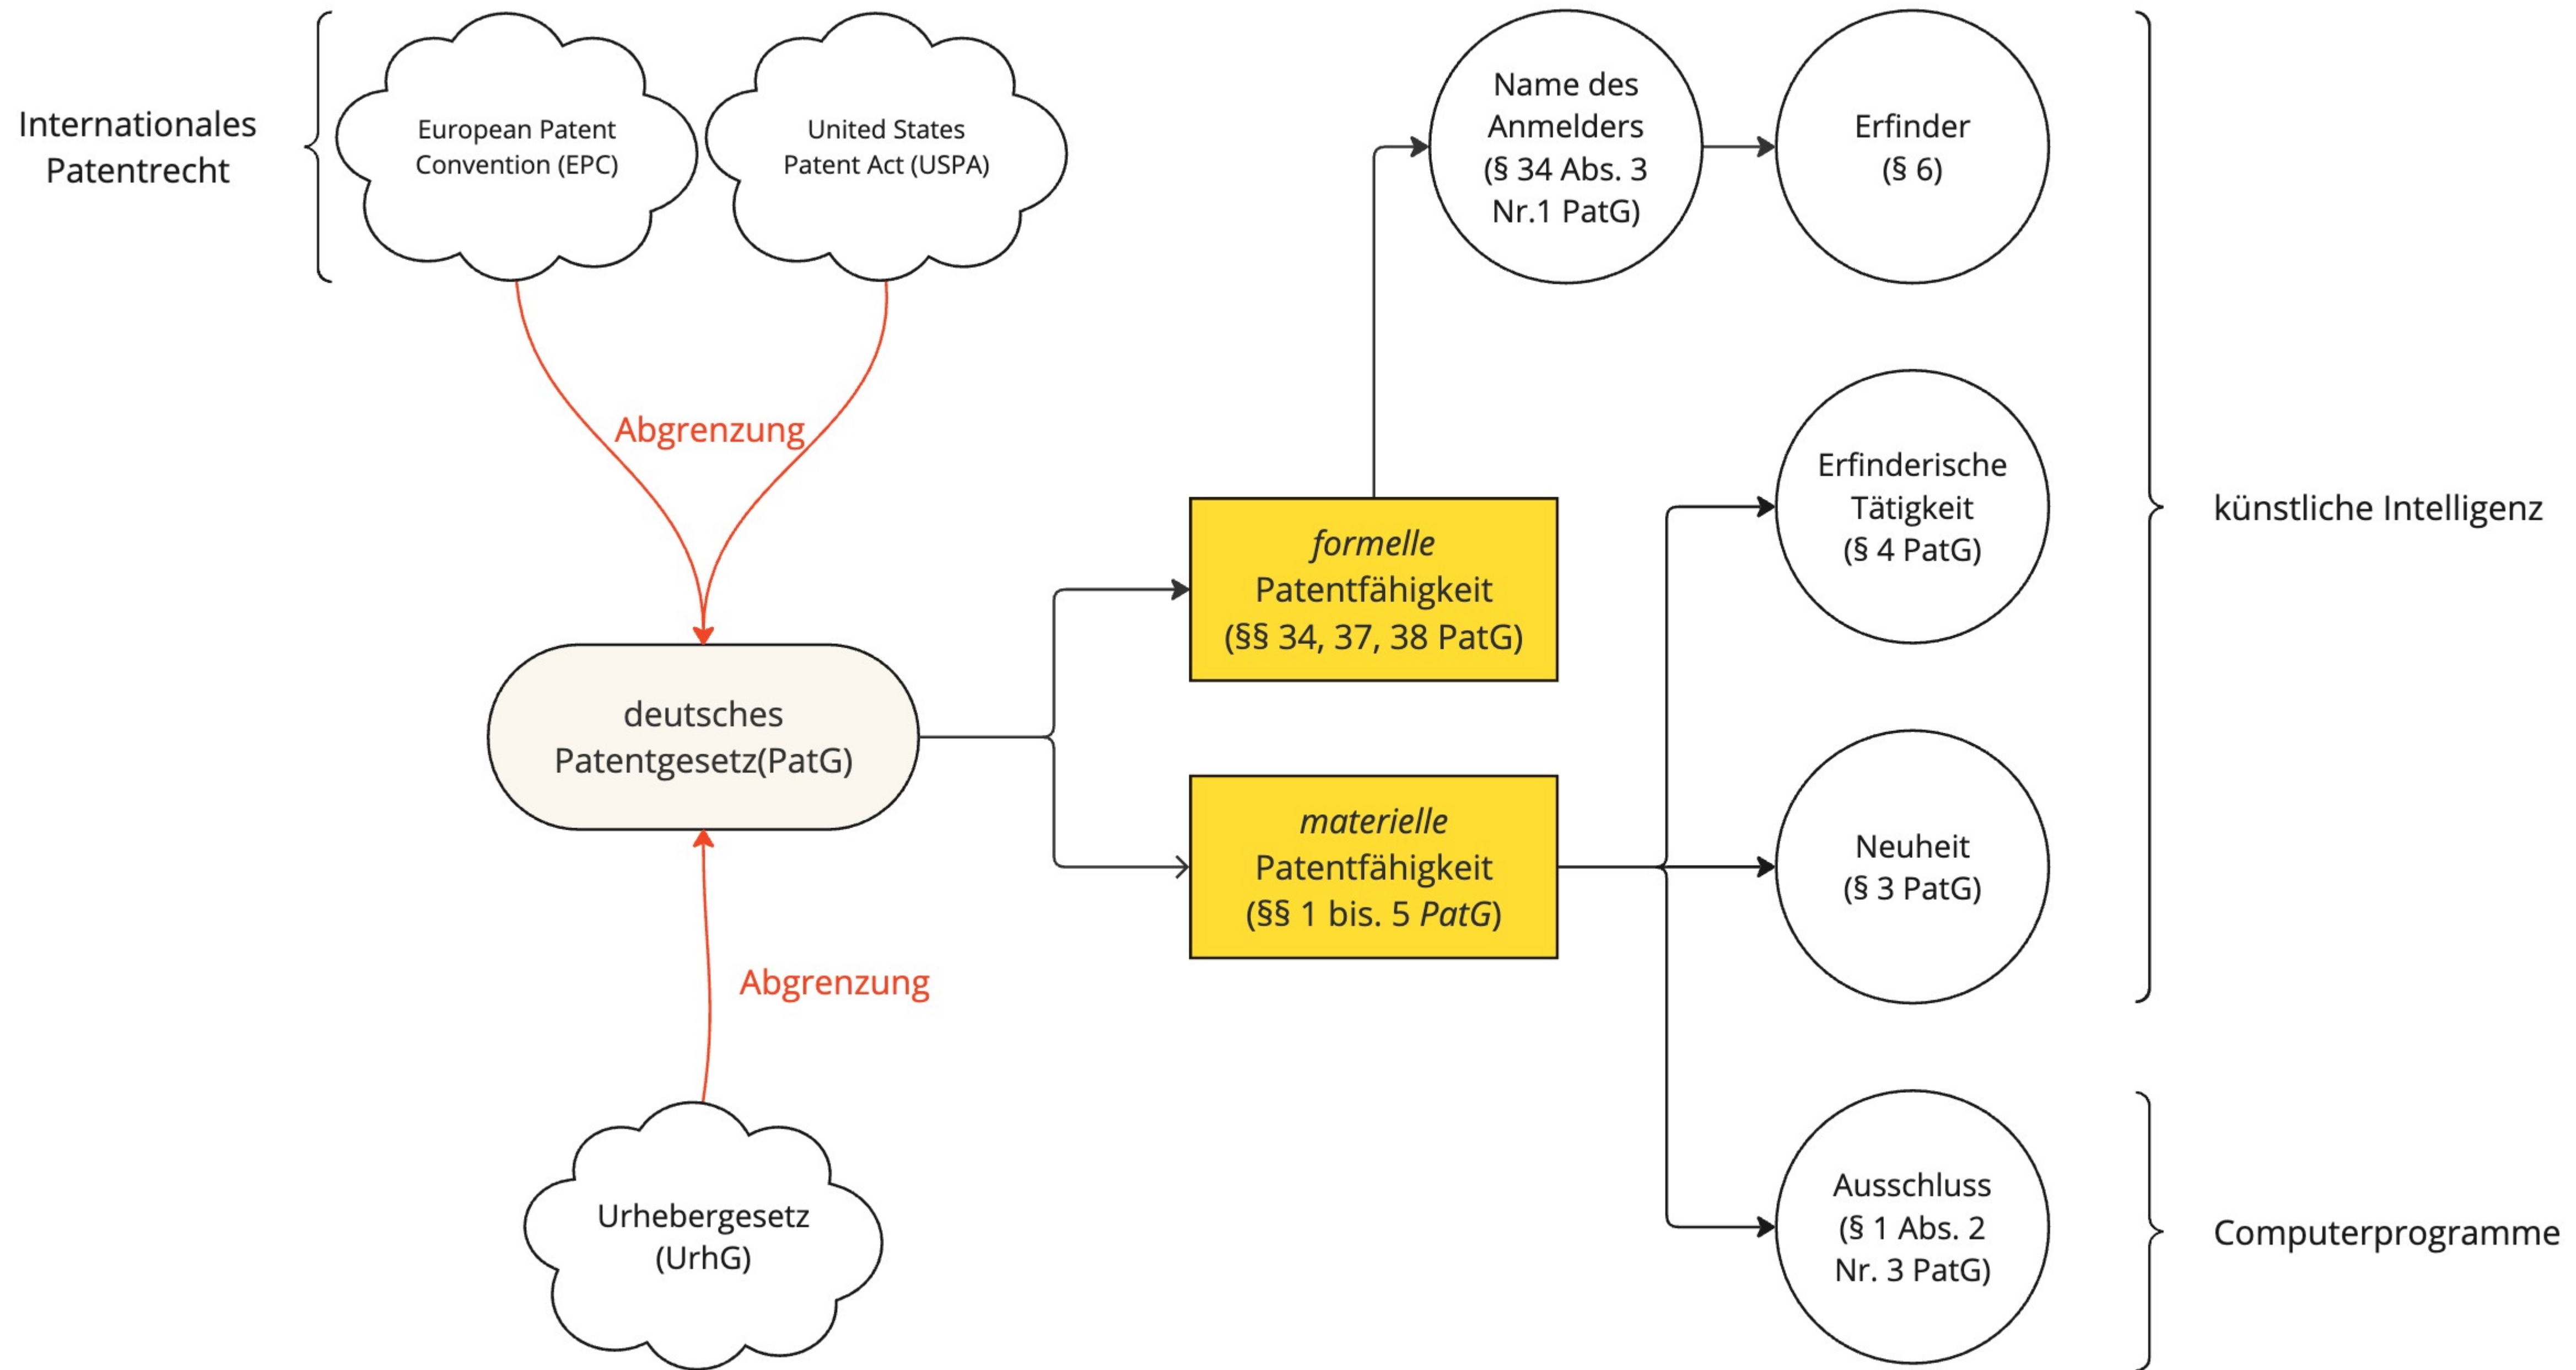 Internationales
Patentrecht
European Patent
Convention (EPC)
United States
Patent Act (USPA)
Name des
Anmelders
(§ 34 Abs. 3
Nr.1 PatG)
Erfinder
(§ 6)
Abgrenzung
Erfinderische
Tätigkeit
(§ 4 PatG)
künstliche Intelligenz
formelle
Patentfähigkeit
(§§ 34, 37, 38 PatG)
deutsches
Patentgesetz(PatG)
materielle
Patentfähigkeit
(§§ 1 bis. 5 PatG)
Neuheit
(§ 3 PatG)
Abgrenzung
Urhebergesetz
(UrhG)
Ausschluss
(§ 1 Abs. 2
Nr. 3 PatG)
Computerprogramme